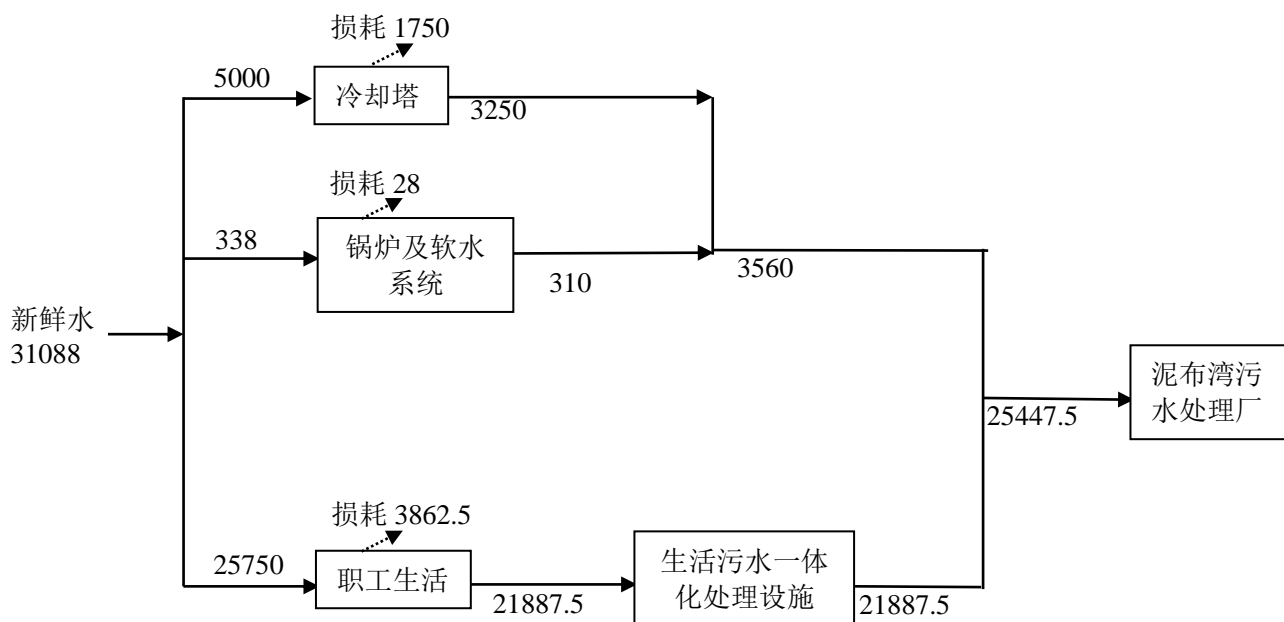 损耗 1750
5000
冷却塔
3250
损耗 28
338
锅炉及软水
系统
310
3560
新鲜水
31088
泥布湾污
水处理厂
25447.5
损耗 3862.5
25750
职工生活
21887.5
生活污水一体
化处理设施
21887.5